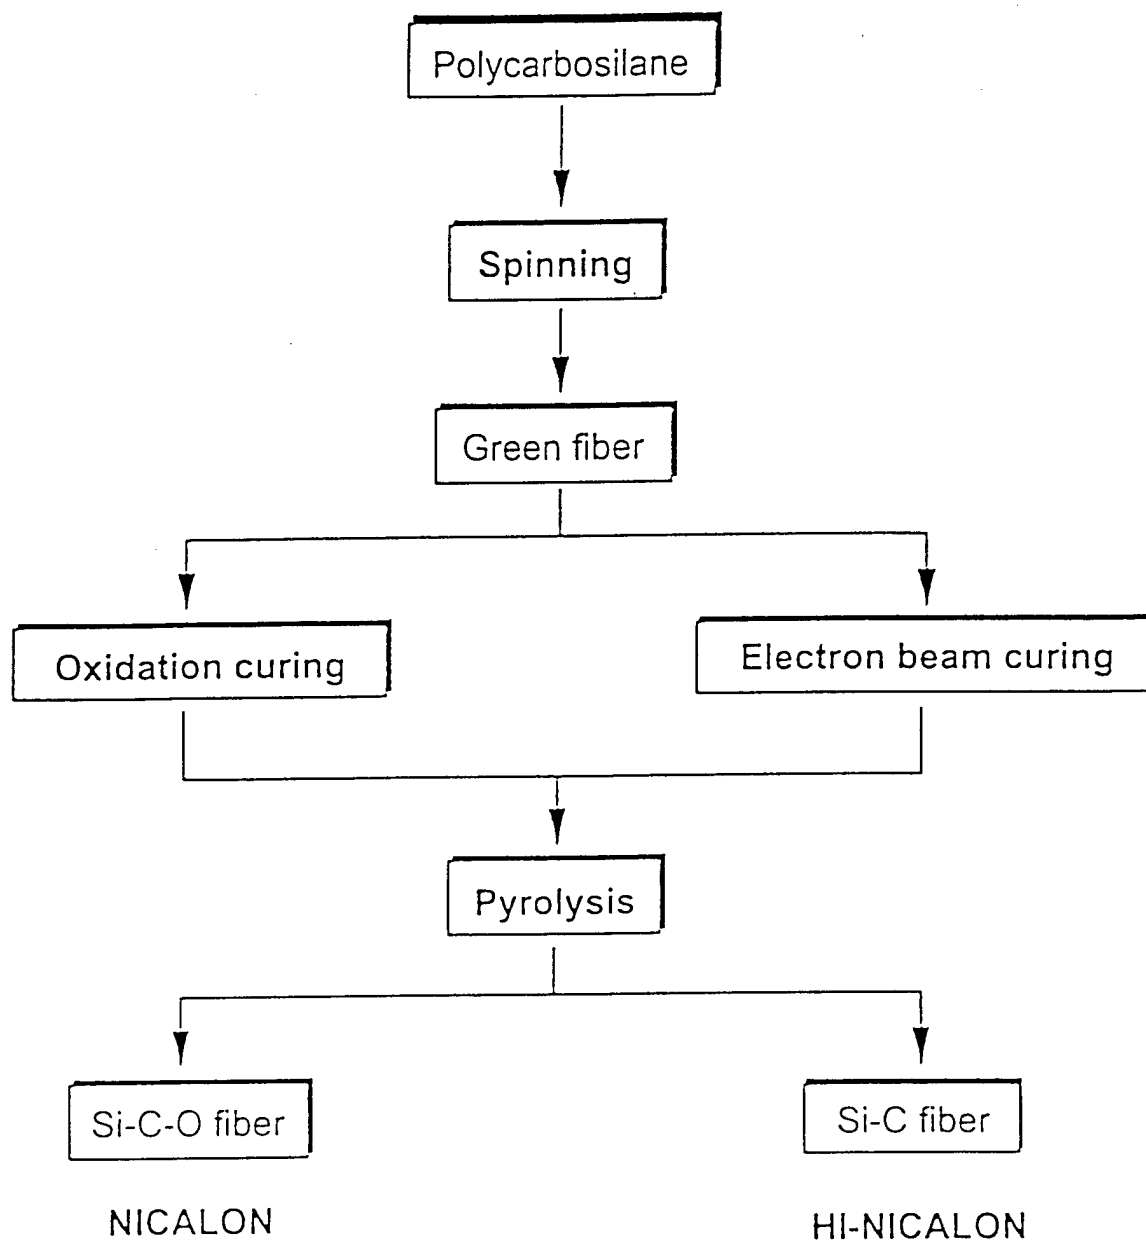 Polycarbosilane
Spinning
Green fiber
Oxidation curing
Electron beam curing
Pyrolysis
Si-C-O fiber
Si-C fiber
NICALON
HI-NICALON